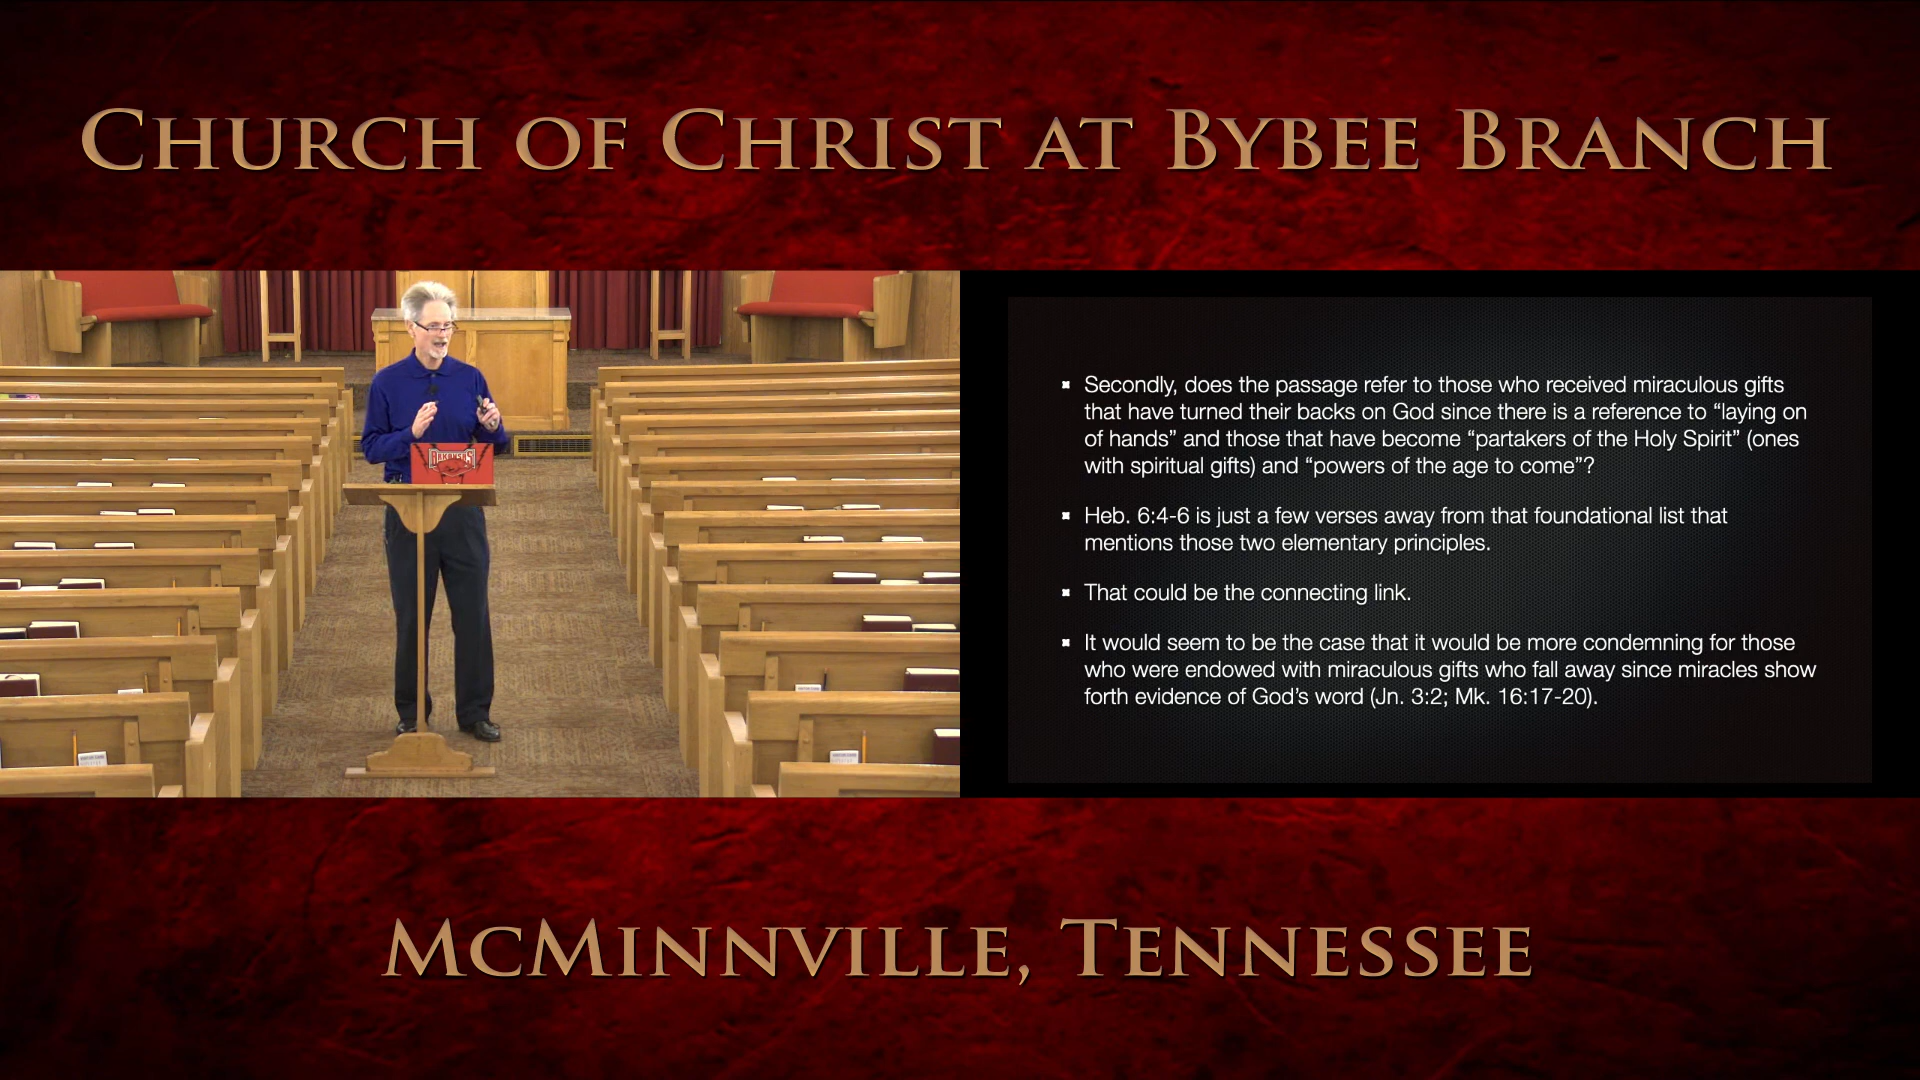 Church of Christ at Bybee Branch
ARKANSAS
Secondly, does the passage refer to those who received miraculous gifts
that have turned their backs on God since there is a reference to “laying on
of hands” and those that have become “partakers of the Holy Spirit” (ones
with spiritual gifts) and “powers of the age to come”?
Heb. 6:4-6 is just a few verses away from that foundational list that
mentions those two elementary principles.
That could be the connecting link.
It would seem to be the case that it would be more condemning for those
who were endowed with miraculous gifts who fall away since miracles show
forth evidence of God’s word (Jn. 3:2; Mk. 16:17-20).
McMinnville, Tennessee